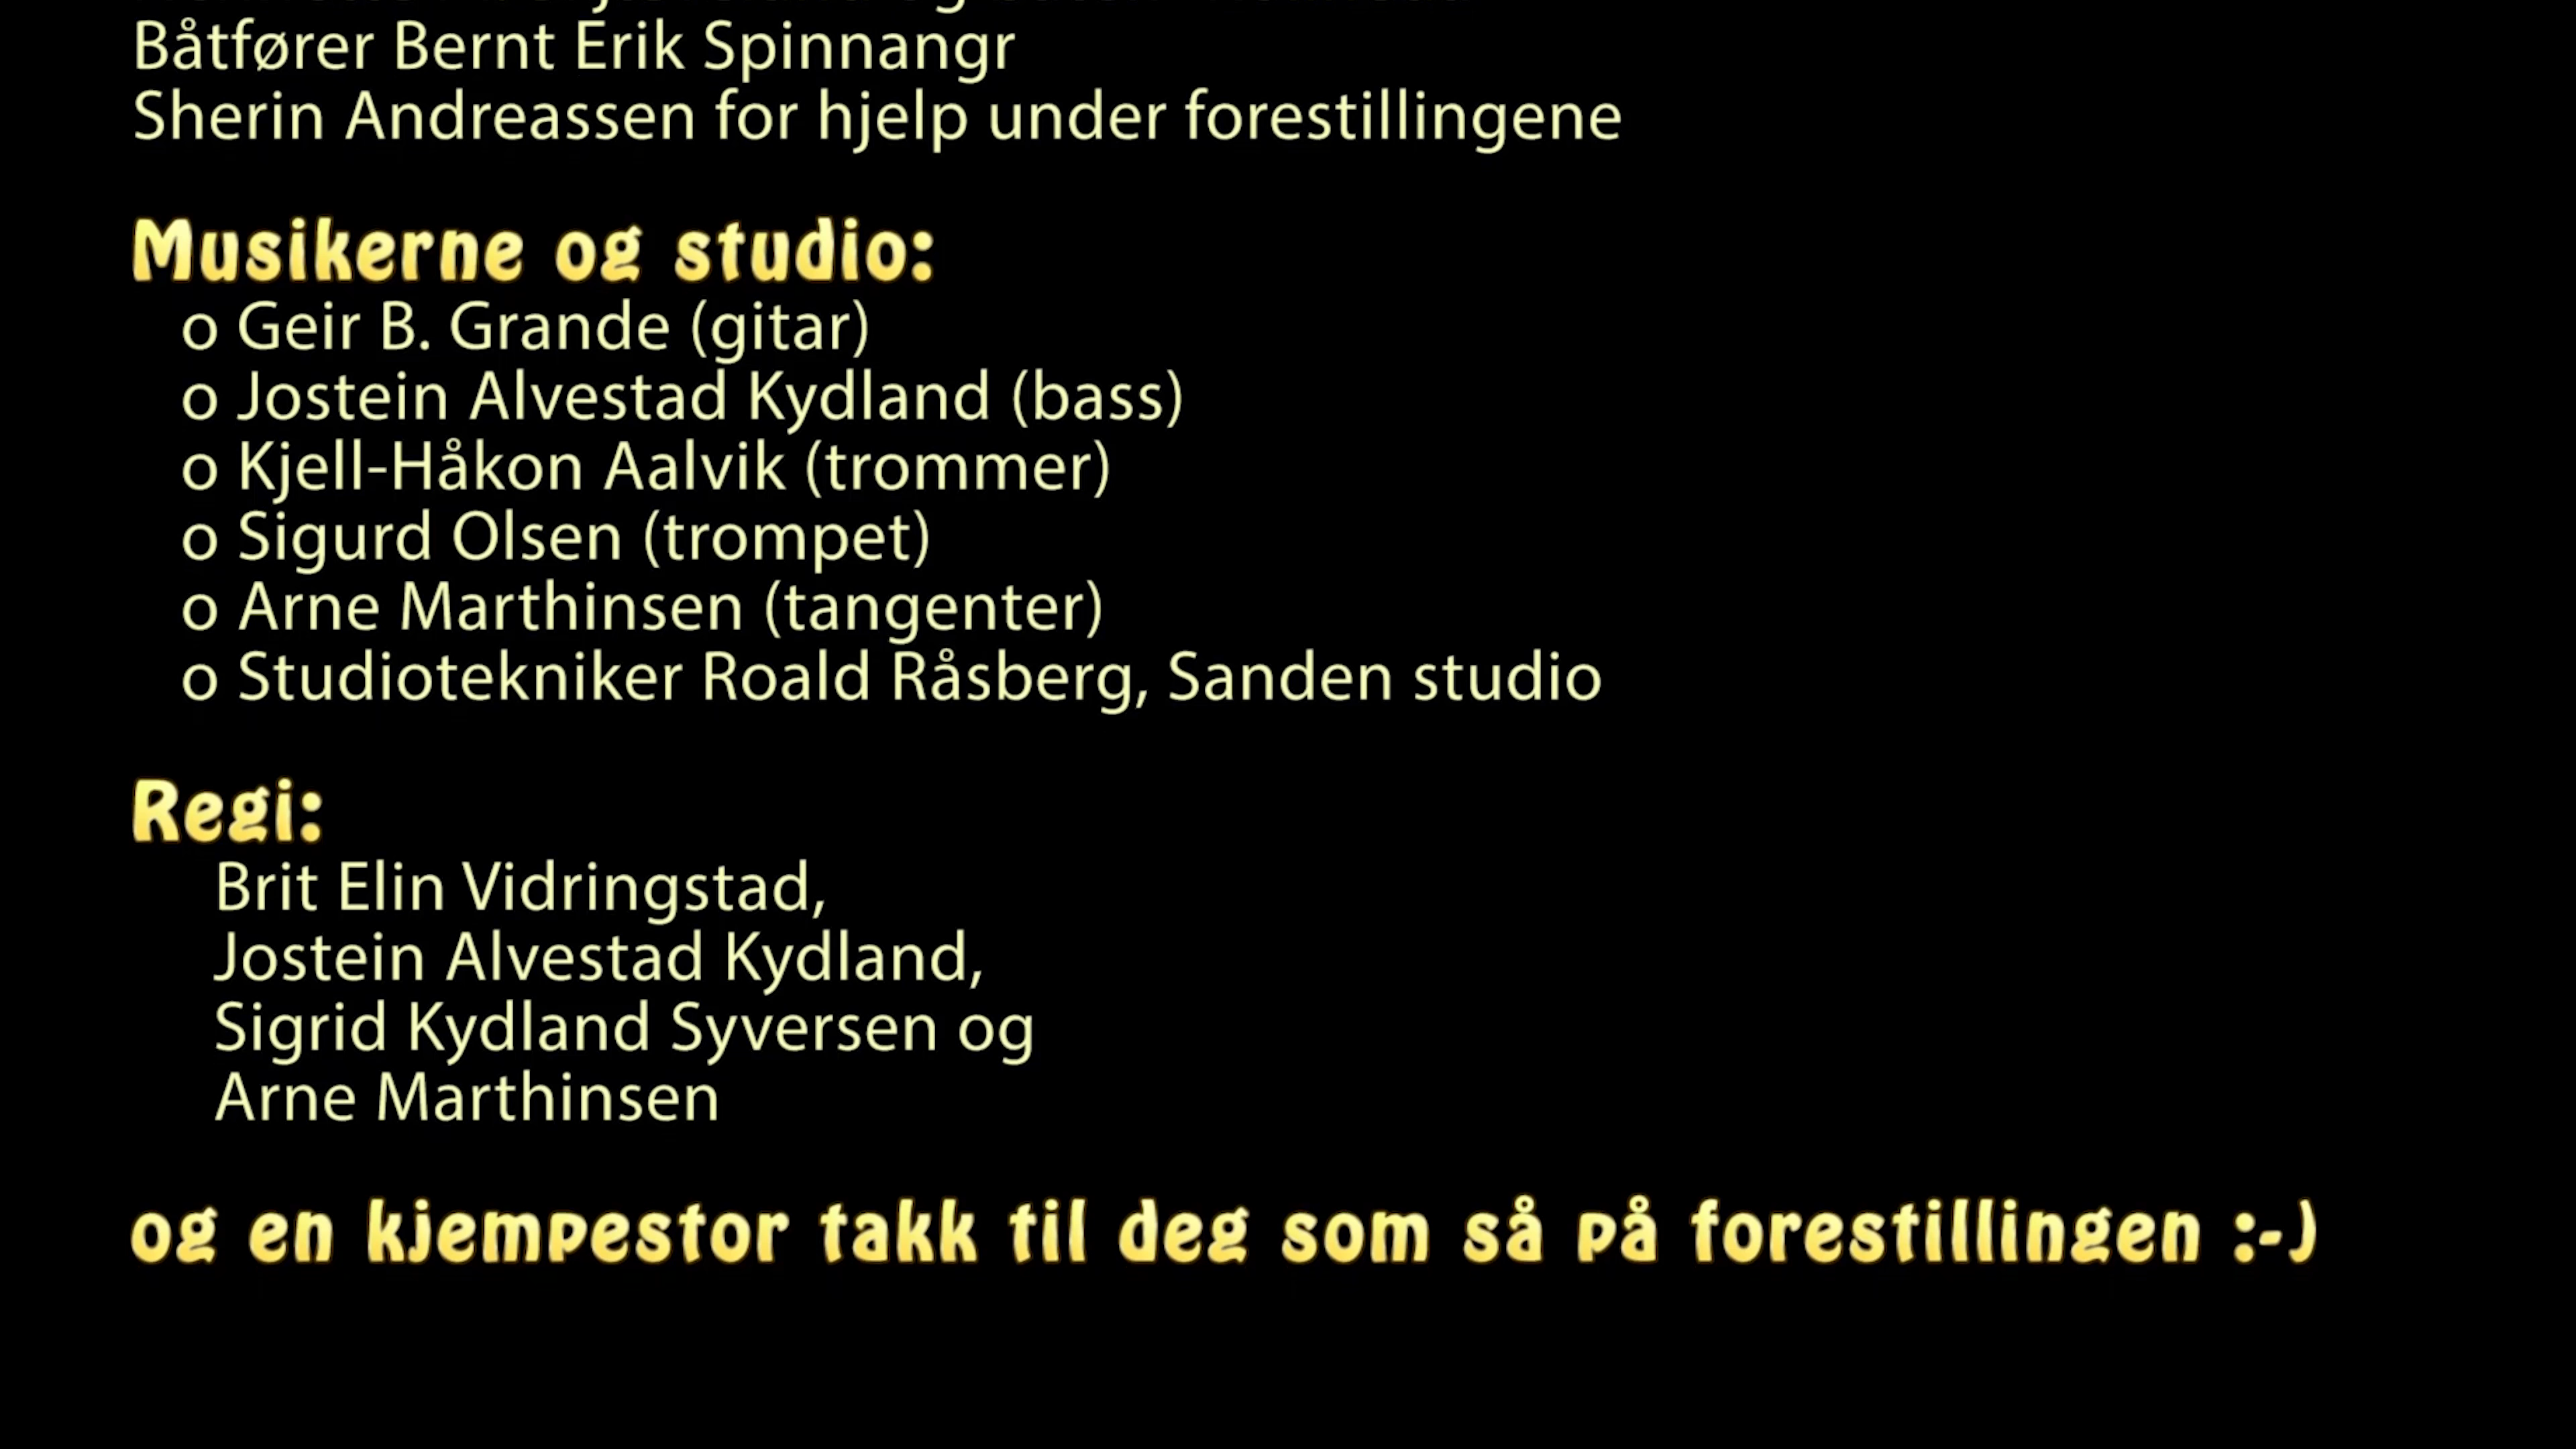 Båtfører Bernt Erik Spinnangr
Sherin Andreassen for hjelp under forestillingene
Musikerne og studio:
o Geir B. Grande (gitar)
o Jostein Alvestad Kydland (bass)
o Kjell-Håkon Aalvik (trommer)
o Sigurd Olsen (trompet)
o Arne Marthinsen (tangenter)
o Studiotekniker Roald Råsberg, Sanden studio
Regi:
Brit Elin Vidringstad,
Jostein Alvestad Kydland,
Sigrid Kydland Syversen og
Arne Marthinsen
og en kjempestor takk til deg som så på forestillingen :-)